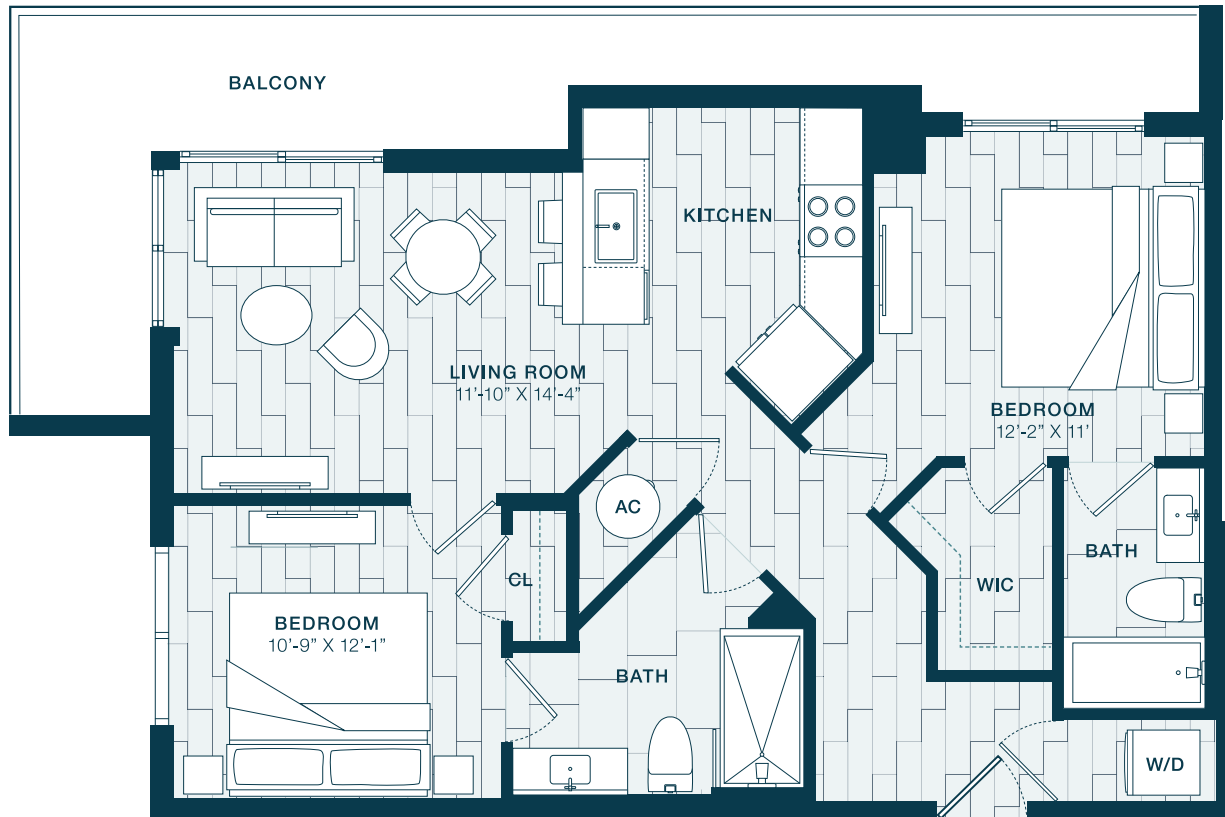 BALCONY
KITCHEN
LIVING ROOM
11’-10” X 14’-4”
BEDROOM
12’-2” X 11’
AC
BATH
CL
WIC
BEDROOM
10’-9” X 12’-1”
BATH
W/D